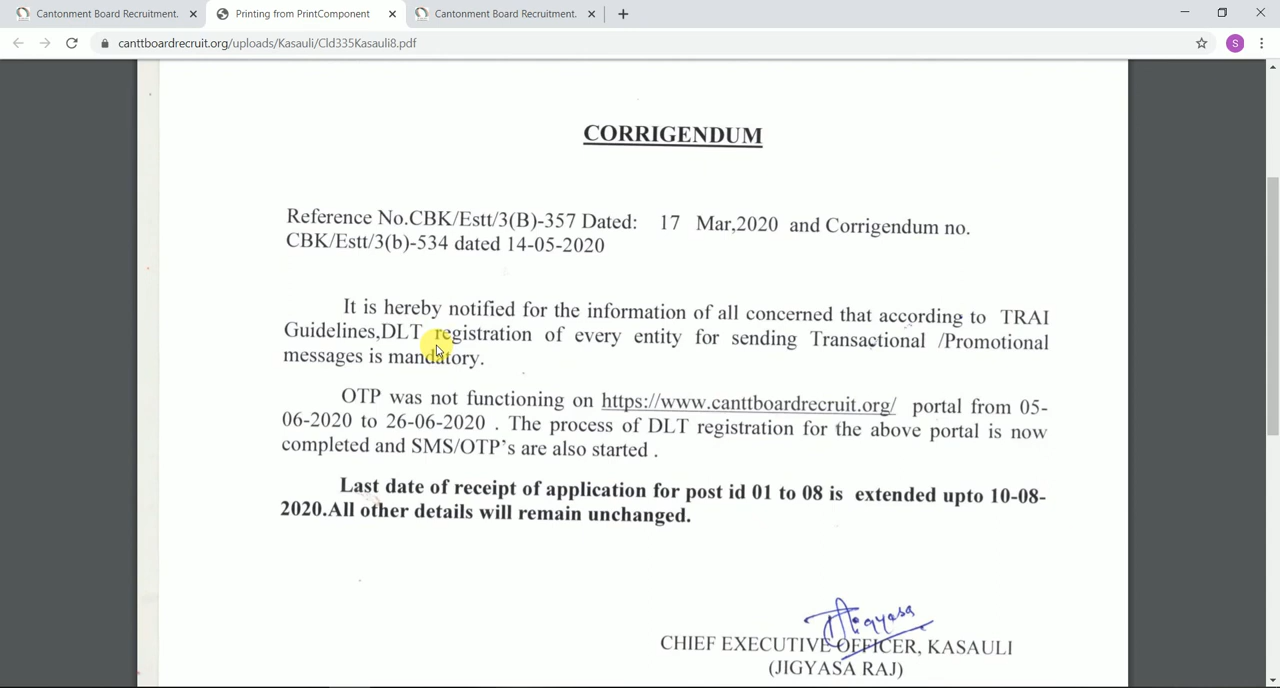 Cantonment Board Recruitment.
Printing from PrintComponent
Cantonment Board Recruitment.
canttboardrecruit.org/uploads/Kasauli/Cld335Kasauli8.pdf
S
CORRIGENDUM
Reference No.CBK/Estt/3(B)-357 Dated: 17 Mar,2020 and Corrigendum no.
CBK/Estt/3(b)-534 dated 14-05-2020
It is hereby notified for the information of all concerned that according to TRAI
Guidelines,DLT registration of every entity for sending Transactional /Promotional
messages is mandatory.
OTP was not functioning on https://www.canttboardrecruit.org/ portal from 05-
06-2020 to 26-06-2020 . The process of DLT registration for the above portal is now
completed and SMS/OTP's are also started .
Last date of receipt of application for post id 01 to 08 is extended upto 10-08-
2020.All other details will remain unchanged.
Jigyasa
CHIEF EXECUTIVE OFFICER, KASAULI
(JIGYASA RAJ)